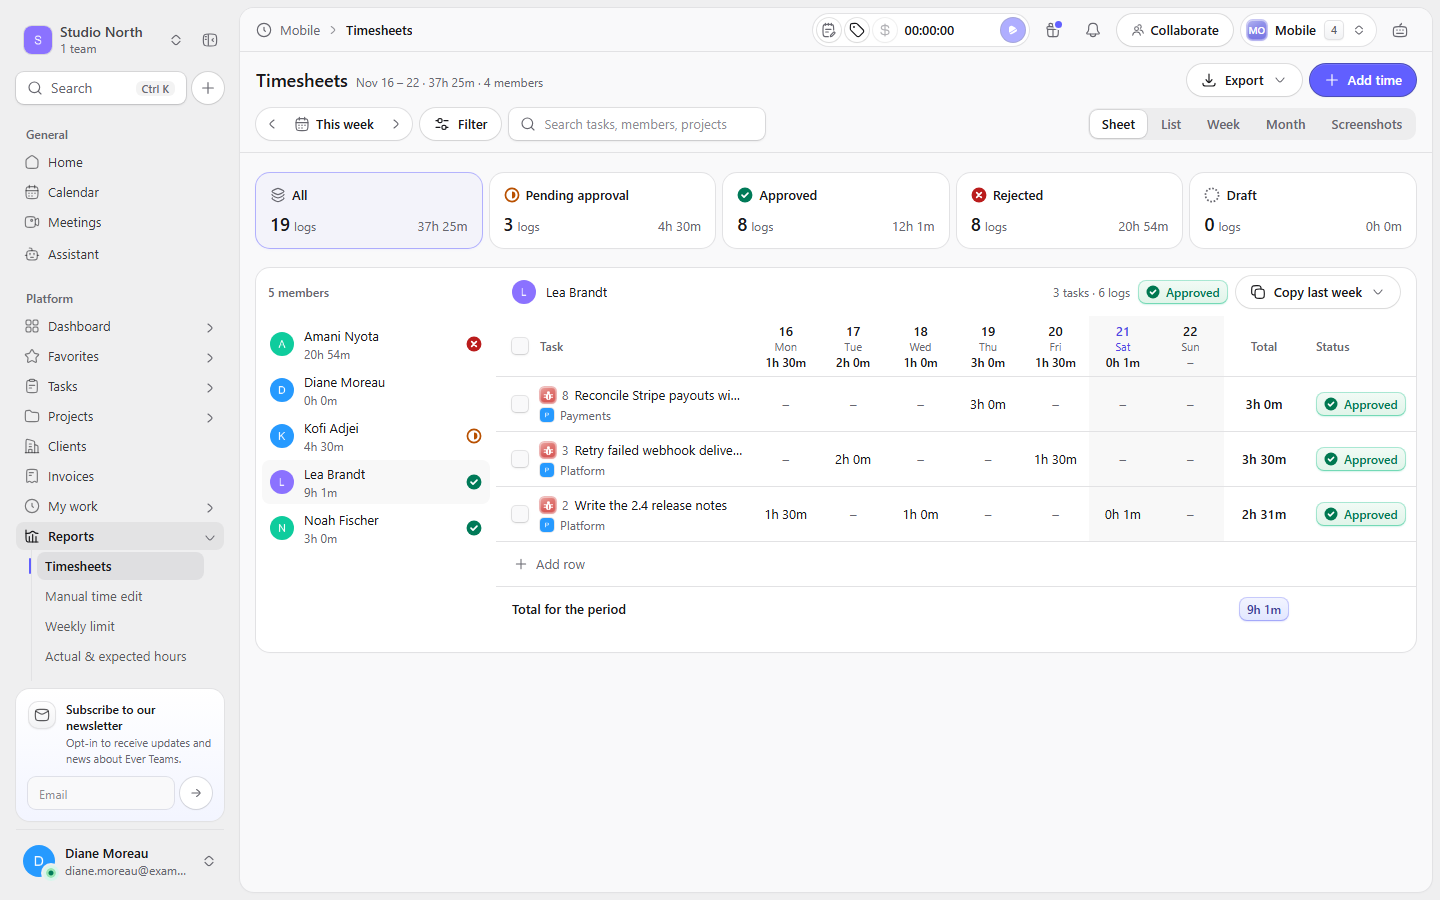 S
Studio North
1 team
Search
Ctrl K
General
Home
Calendar
Meetings
Assistant
Platform
Dashboard
Favorites
Tasks
Projects
Clients
Invoices
My work
Reports
Timesheets
Manual time edit
Weekly limit
Actual & expected hours
Subscribe to our
newsletter
Opt-in to receive updates and
news about Ever Teams.
Email
D
Diane Moreau
diane.moreau@exam...
Mobile
Timesheets
$
00:00:00
Collaborate
MO
Mobile
4
Timesheets
Nov 16 – 22 · 37h 25m · 4 members
Export
Add time
This week
Filter
Search tasks, members, projects
Sheet
List
Week
Month
Screenshots
All
19 logs
37h 25m
Pending approval
3 logs
4h 30m
Approved
8 logs
12h 1m
Rejected
8 logs
20h 54m
Draft
0 logs
0h 0m
5 members
A
Amani Nyota
20h 54m
D
Diane Moreau
0h 0m
K
Kofi Adjei
4h 30m
L
Lea Brandt
9h 1m
N
Noah Fischer
3h 0m
L
Lea Brandt
3 tasks · 6 logs
Approved
Copy last week
Task
16
Mon
1h 30m
17
Tue
2h 0m
18
Wed
1h 0m
19
Thu
3h 0m
20
Fri
1h 30m
21
Sat
0h 1m
22
Sun
–
Total
Status
8 Reconcile Stripe payouts wi...
P Payments
– – – 3h 0m – – – 3h 0m Approved
3 Retry failed webhook delive...
P Platform
– 2h 0m – – 1h 30m – – 3h 30m Approved
2 Write the 2.4 release notes
P Platform
1h 30m – 1h 0m – – 0h 1m – 2h 31m Approved
Add row
Total for the period
9h 1m